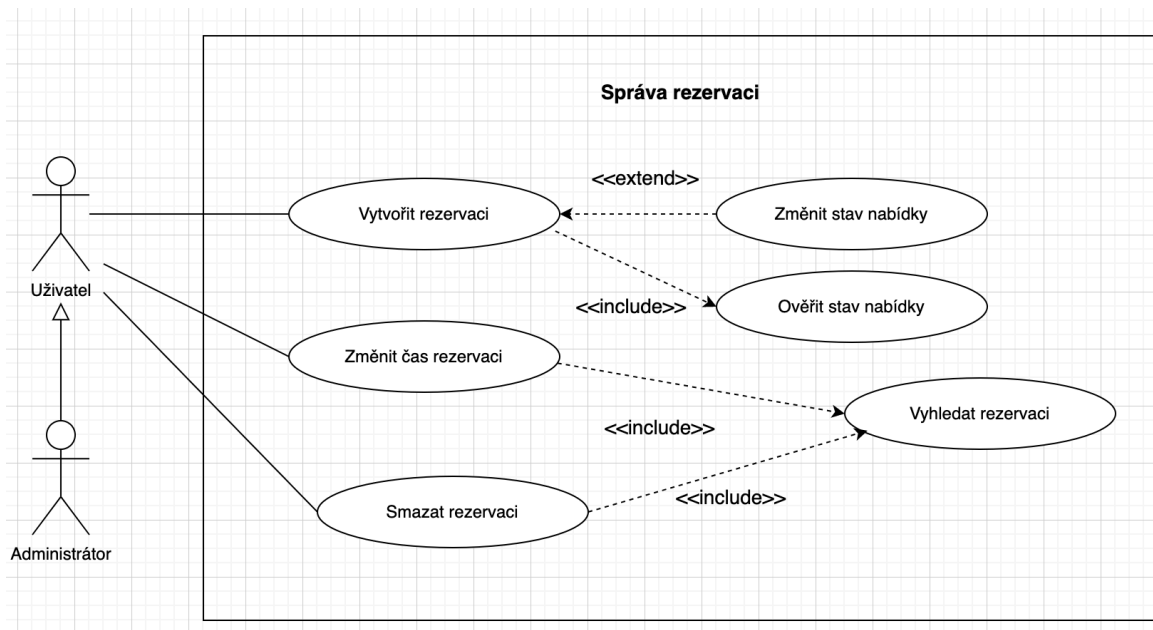 Správa rezervaci
<<extend>>
Vytvořit rezervaci
Změnit stav nabídky
Uživatel
<<include>>
Ověřit stav nabídky
Změnit čas rezervaci
Vyhledat rezervaci
<<include>>
<<include>>
Smazat rezervaci
Administrátor